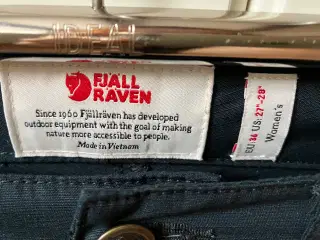 IDEAL
FJÄLL
RÄVEN
Since 1960 Fjällräven has developed
outdoor equipment with the goal of making
nature more accessible to people.
Made in Vietnam
EU: 36 US: 27"-28"
Women's